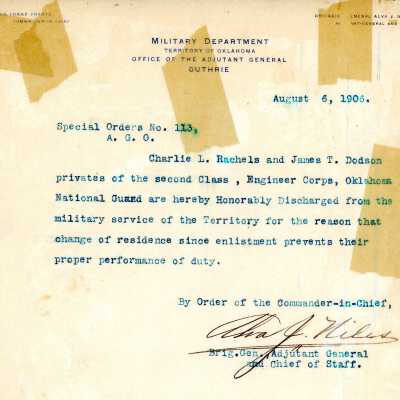 MILITARY DEPARTMENT
TERRITORY OF OKLAHOMA
OFFICE OF THE ADJUTANT GENERAL
GUTHRIE
August 6, 1906.
Special Orders No. 113,
A. G. O.
Charlie L. Rachels and James T. Dodson
privates of the second Class , Engineer Corps, Oklahoma
National Guard are hereby Honorably Discharged from the
military service of the Territory for the reason that
change of residence since enlistment prevents their
proper performance of duty.
By Order of the Commander-in-Chief,
Alva J. Niles
Brig.Gen. Adjutant General
and Chief of Staff.